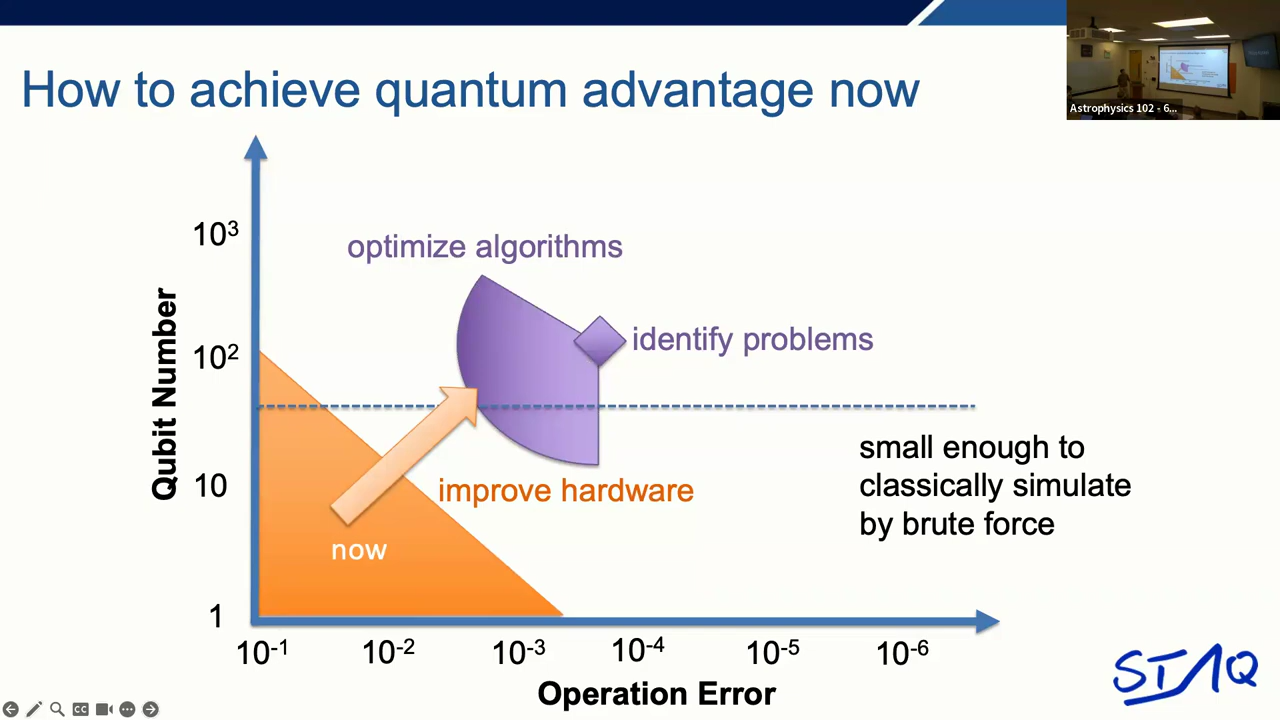 How to achieve quantum advantage now
Astrophysics 102 - 6...
10³
optimize algorithms
identify problems
10²
Qubit Number
small enough to
classically simulate
by brute force
10
improve hardware
now
1
10⁻¹ 10⁻² 10⁻³ 10⁻⁴ 10⁻⁵ 10⁻⁶
Operation Error
STAQ
CC